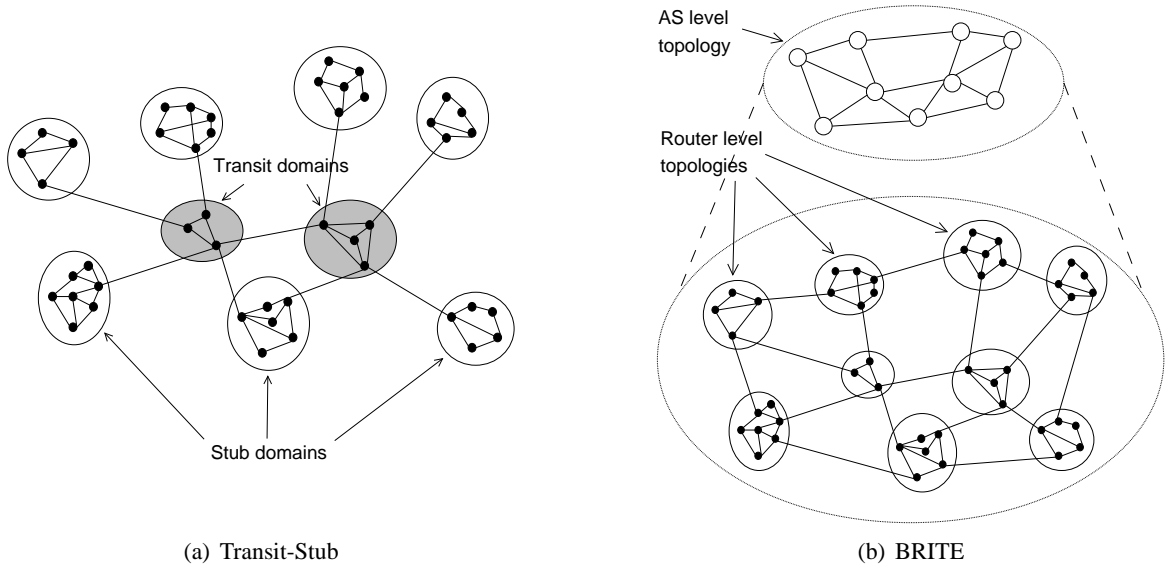 Transit domains
Stub domains
(a) Transit-Stub
AS level
topology
Router level
topologies
(b) BRITE